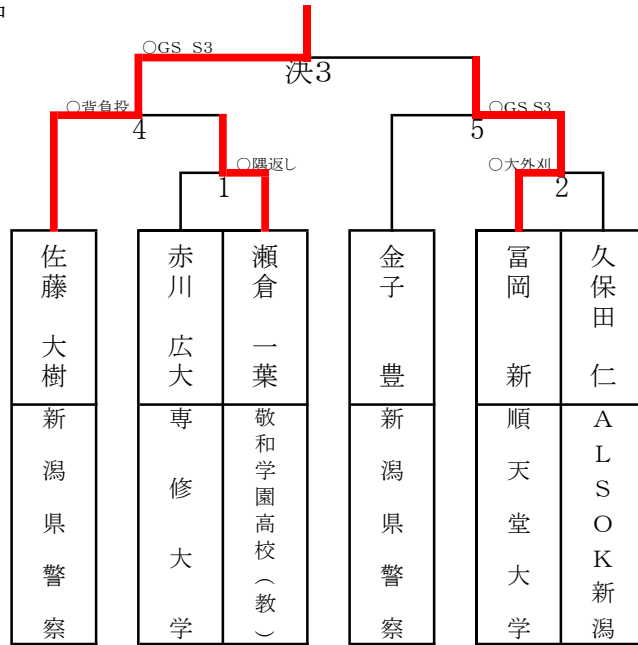 ○GS S3
決3
○背負投
4
○GS S3
5
○隅返し
1
○大外刈
2
佐藤 大樹
赤川 広大
瀬倉 一葉
金子 豊
冨岡 新
久保田 仁
新潟県警察
専修大学
敬和学園高校(教)
新潟県警察
順天堂大学
ALSOK新潟